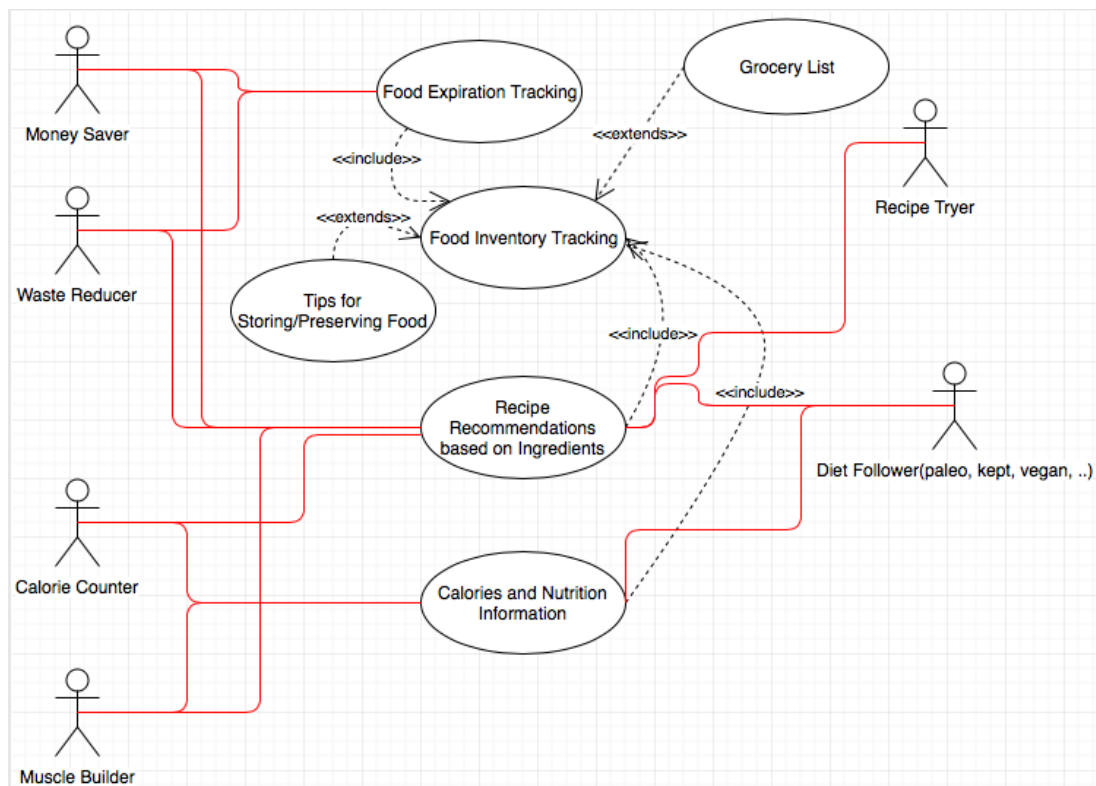 Grocery List
Food Expiration Tracking
Money Saver
<<extends>>
<<include>>
Recipe Tryer
<<extends>>
Food Inventory Tracking
Waste Reducer
Tips for
Storing/Preserving Food
<<include>>
<<include>>
Recipe
Recommendations
based on Ingredients
Diet Follower(paleo, kept, vegan, ..)
Calorie Counter
Calories and Nutrition
Information
Muscle Builder